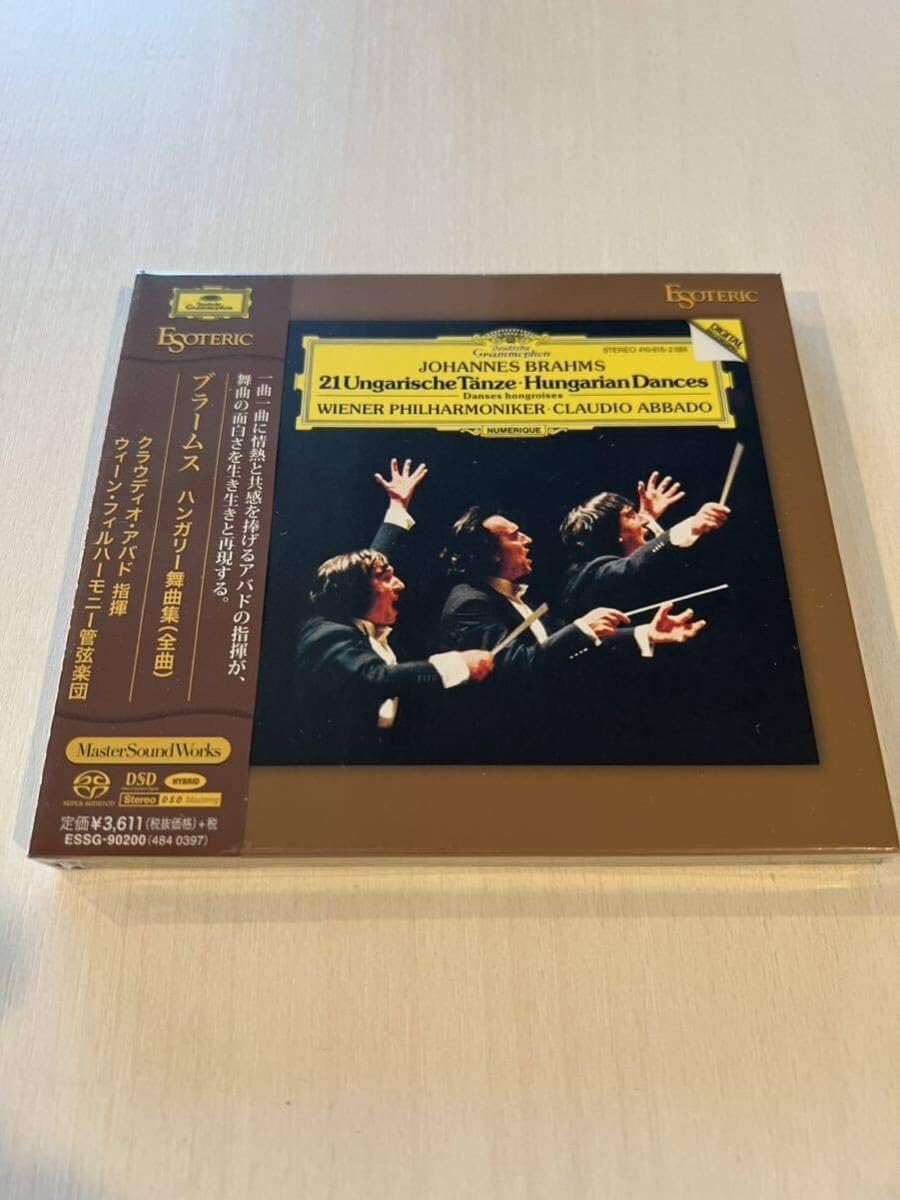 Deutsche
Grammophon
ESOTERIC
一曲一曲に情熱と共感を捧げるアバドの指揮が、
舞曲の面白さを生き生きと再現する。
ブラームス ハンガリー舞曲集〈全曲〉
クラウディオ・アバド 指揮
ウィーン・フィルハーモニー管弦楽団
MasterSoundWorks
SUPER AUDIO CD
DSD
HYBRID
Stereo
DSD Mastering
定価¥3,611(税抜価格)+税
ESSG-90200(484 0397)
ESOTERIC
Deutsche
Grammophon
STEREO 410 615-2
DIGITAL
JOHANNES BRAHMS
21 Ungarische Tänze · Hungarian Dances
Danses hongroises
WIENER PHILHARMONIKER · CLAUDIO ABBADO
NUMERIQUE